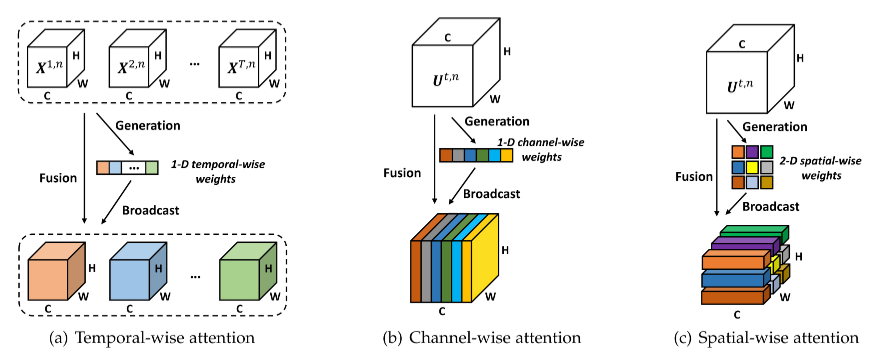 X^{1,n}
H
W
C
X^{2,n}
H
W
C
...
X^{T,n}
H
W
C
Generation
...
1-D temporal-wise
weights
Fusion
Broadcast
H
W
C
H
W
C
...
H
W
C
(a) Temporal-wise attention
C
H
U^{t,n}
W
Generation
1-D channel-wise
weights
Fusion
Broadcast
H
W
C
(b) Channel-wise attention
C
H
U^{t,n}
W
Generation
2-D spatial-wise
weights
Fusion
Broadcast
H
W
C
(c) Spatial-wise attention